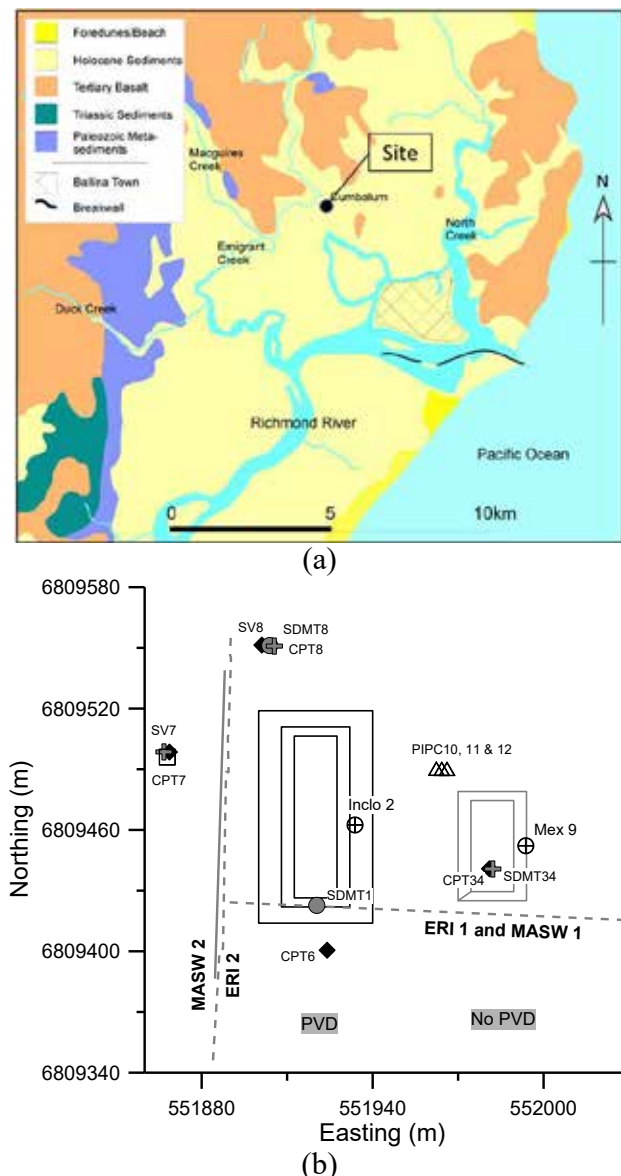 Foredunes/Beach
Holocene Sediments
Tertiary Basalt
Triassic Sediments
Paleozoic Meta-
sediments
Ballina Town
Breakwall
Macguires
Creek
Site
Cumbalum
N
North
Creek
Emigrant
Creek
Duck Creek
Richmond River
Pacific Ocean
0 5 10km
(a)
6809580
6809520
6809460
6809400
6809340
Northing (m)
SV8
SDMT8
CPT8
SV7
CPT7
PIPC10, 11 & 12
Inclo 2
Mex 9
CPT34
SDMT34
SDMT1
ERI 1 and MASW 1
MASW 2
ERI 2
CPT6
PVD
No PVD
551880 551940 552000
Easting (m)
(b)